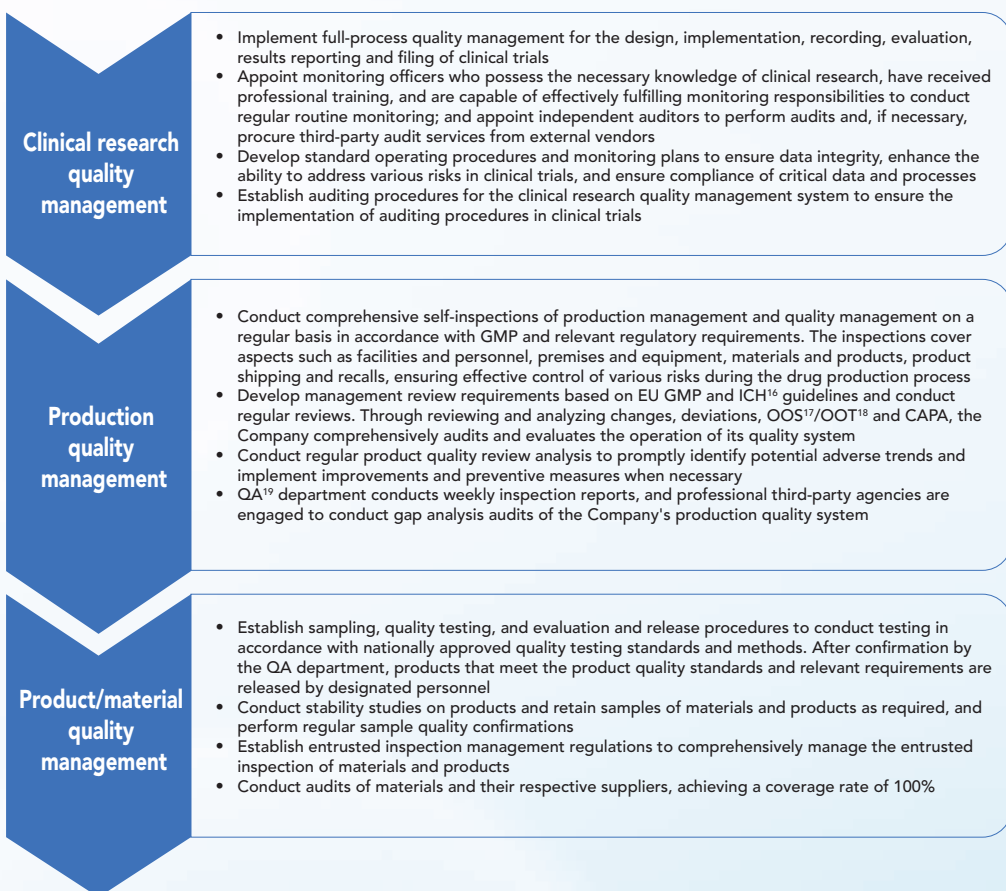 Clinical research
quality
management
• Implement full-process quality management for the design, implementation, recording, evaluation,
results reporting and filing of clinical trials
• Appoint monitoring officers who possess the necessary knowledge of clinical research, have received
professional training, and are capable of effectively fulfilling monitoring responsibilities to conduct
regular routine monitoring; and appoint independent auditors to perform audits and, if necessary,
procure third-party audit services from external vendors
• Develop standard operating procedures and monitoring plans to ensure data integrity, enhance the
ability to address various risks in clinical trials, and ensure compliance of critical data and processes
• Establish auditing procedures for the clinical research quality management system to ensure the
implementation of auditing procedures in clinical trials
Production
quality
management
• Conduct comprehensive self-inspections of production management and quality management on a
regular basis in accordance with GMP and relevant regulatory requirements. The inspections cover
aspects such as facilities and personnel, premises and equipment, materials and products, product
shipping and recalls, ensuring effective control of various risks during the drug production process
• Develop management review requirements based on EU GMP and ICH¹⁶ guidelines and conduct
regular reviews. Through reviewing and analyzing changes, deviations, OOS¹⁷/OOT¹⁸ and CAPA, the
Company comprehensively audits and evaluates the operation of its quality system
• Conduct regular product quality review analysis to promptly identify potential adverse trends and
implement improvements and preventive measures when necessary
• QA¹⁹ department conducts weekly inspection reports, and professional third-party agencies are
engaged to conduct gap analysis audits of the Company's production quality system
Product/material
quality
management
• Establish sampling, quality testing, and evaluation and release procedures to conduct testing in
accordance with nationally approved quality testing standards and methods. After confirmation by
the QA department, products that meet the product quality standards and relevant requirements are
released by designated personnel
• Conduct stability studies on products and retain samples of materials and products as required, and
perform regular sample quality confirmations
• Establish entrusted inspection management regulations to comprehensively manage the entrusted
inspection of materials and products
• Conduct audits of materials and their respective suppliers, achieving a coverage rate of 100%